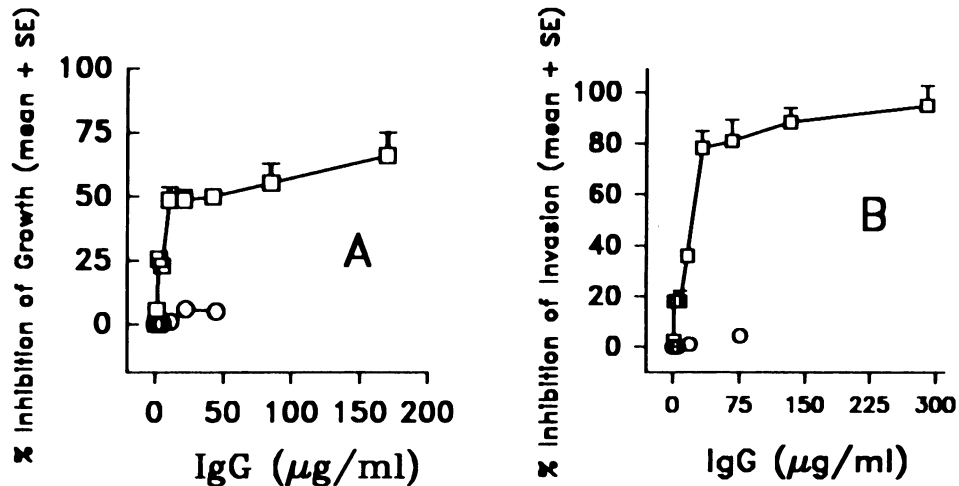 % Inhibition of Growth (mean + SE)
100
75
50
25
0
A
0 50 100 150 200
IgG (μg/ml)
% Inhibition of Invasion (mean + SE)
100
80
60
40
20
0
B
0 75 150 225 300
IgG (μg/ml)